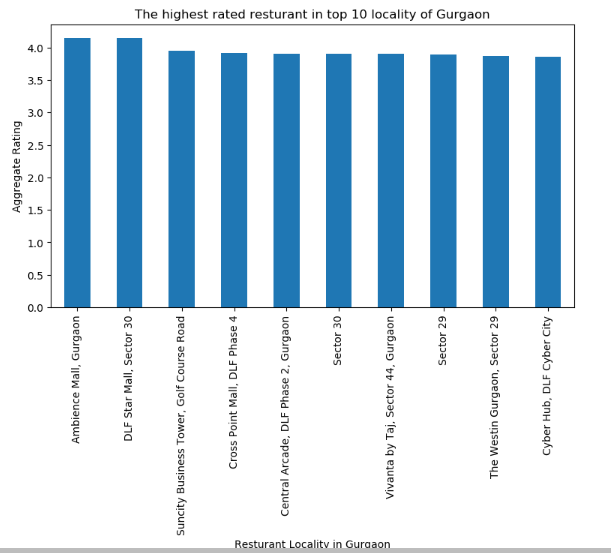 The highest rated resturant in top 10 locality of Gurgaon
Aggregate Rating
4.0
3.5
3.0
2.5
2.0
1.5
1.0
0.5
0.0
Ambience Mall, Gurgaon
DLF Star Mall, Sector 30
Suncity Business Tower, Golf Course Road
Cross Point Mall, DLF Phase 4
Central Arcade, DLF Phase 2, Gurgaon
Sector 30
Vivanta by Taj, Sector 44, Gurgaon
Sector 29
The Westin Gurgaon, Sector 29
Cyber Hub, DLF Cyber City
Resturant Locality in Gurgaon